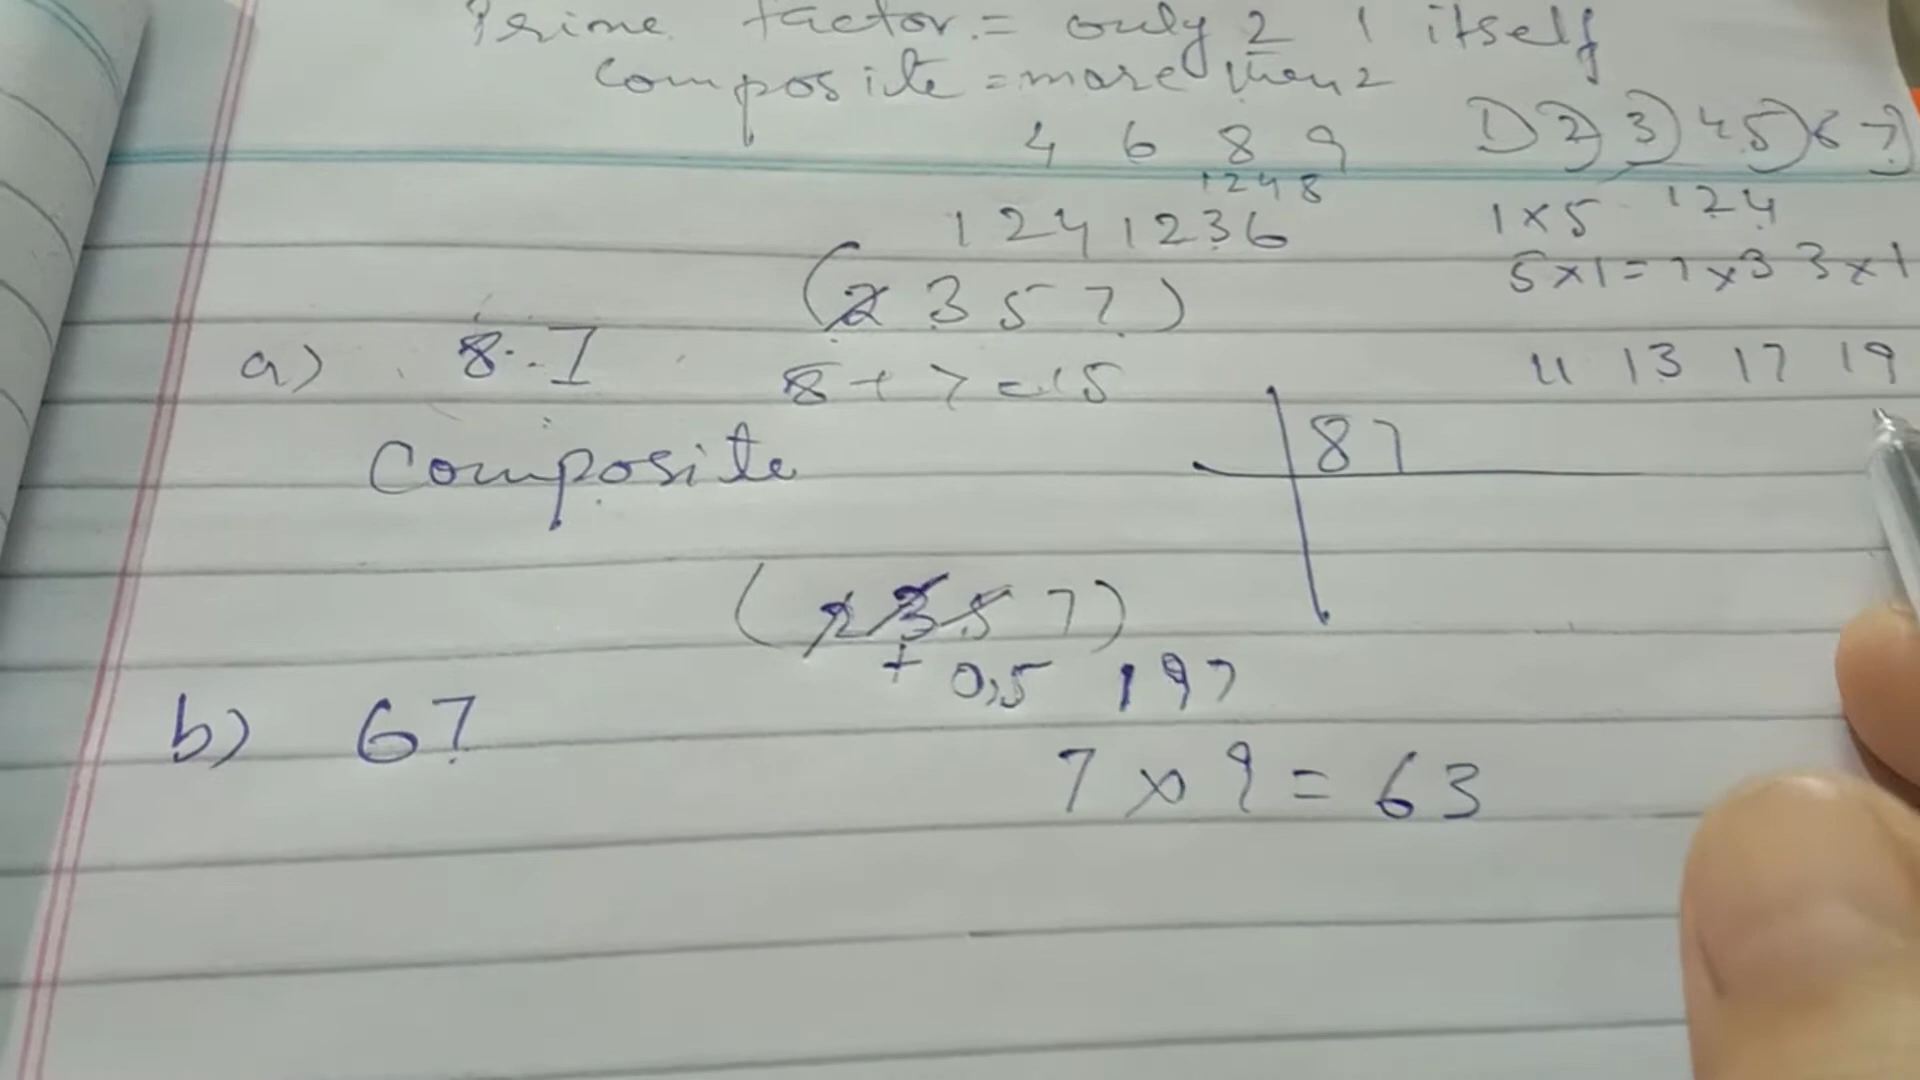 Prime factor = only 2 1 itself
Composite = more then 2
4 6 8 9
1 2 3 4 5 6 7
1 2 4 8
1 2 4 1 2 3 6
1 x 5 1 2 4
5 x 1 = 1 x 3 3 x 1
(2 3 5 7)
a) 87
8 + 7 = 15
11 13 17 19
Composite
87
(2 3 5 7)
+ 0,5 197
b) 67
7 x 9 = 63